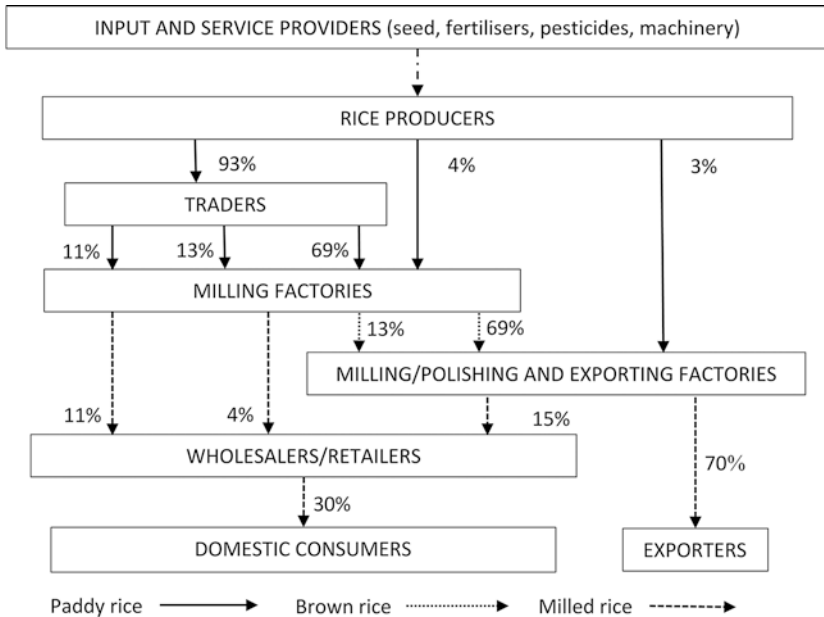 INPUT AND SERVICE PROVIDERS (seed, fertilisers, pesticides, machinery)
RICE PRODUCERS
93%
4%
3%
TRADERS
11%
13%
69%
MILLING FACTORIES
13%
69%
MILLING/POLISHING AND EXPORTING FACTORIES
11%
4%
15%
WHOLESALERS/RETAILERS
70%
30%
DOMESTIC CONSUMERS
EXPORTERS
Paddy rice
Brown rice
Milled rice